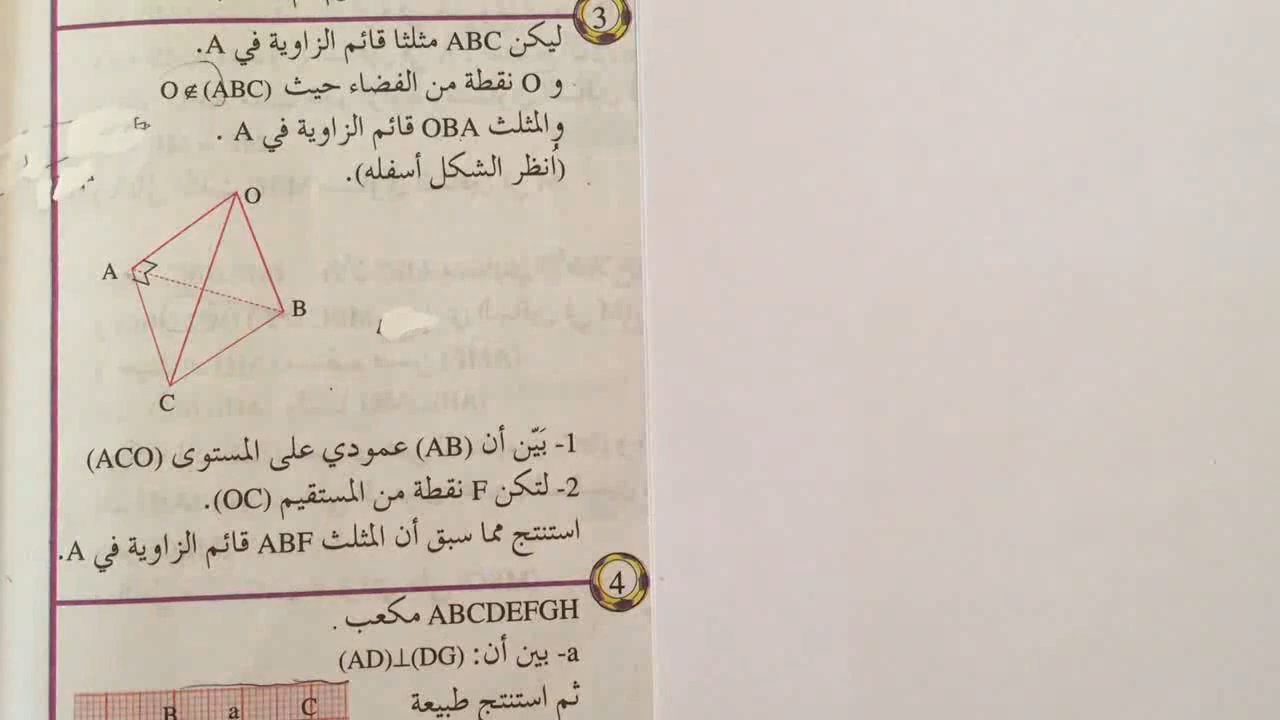 3
ليكن ABC مثلثا قائم الزاوية في A.
و O نقطة من الفضاء حيث O∉(ABC)
والمثلث OBA قائم الزاوية في A .
(أُنظر الشكل أسفله).
O
A
B
C
1- بَيّن أن (AB) عمودي على المستوى (ACO)
2- لتكن F نقطة من المستقيم (OC).
استنتج مما سبق أن المثلث ABF قائم الزاوية في A.
4
ABCDEFGH مكعب .
a- بين أن: (AD)⊥(DG)
ثم استنتج طبيعة
B a C